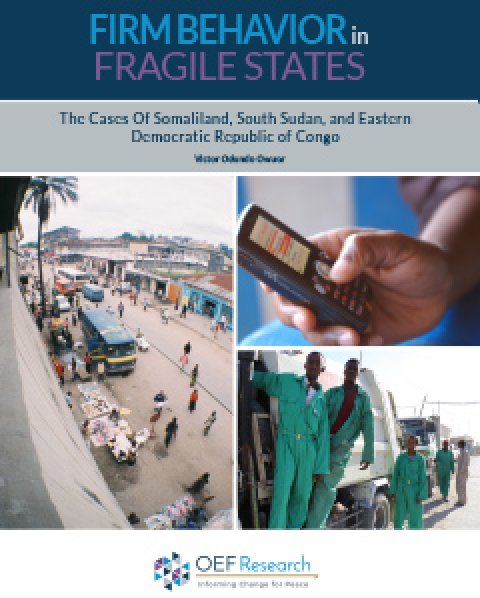 FIRM BEHAVIOR in
FRAGILE STATES
The Cases Of Somaliland, South Sudan, and Eastern
Democratic Republic of Congo
Victor Odundo Owuor
OEF Research
Informing Change for Peace